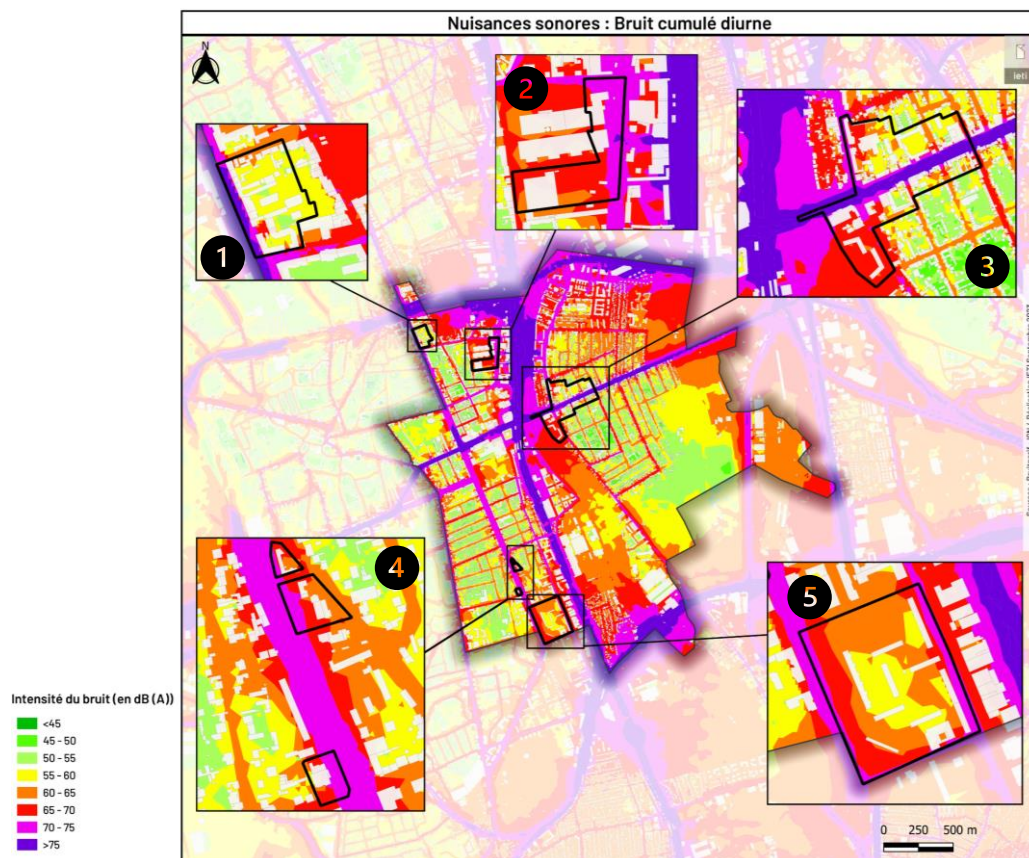 Nuisances sonores : Bruit cumulé diurne
N
leti
2
1
3
4
5
Intensité du bruit (en dB (A))
<45
45 - 50
50 - 55
55 - 60
60 - 65
65 - 70
70 - 75
>75
0 250 500 m